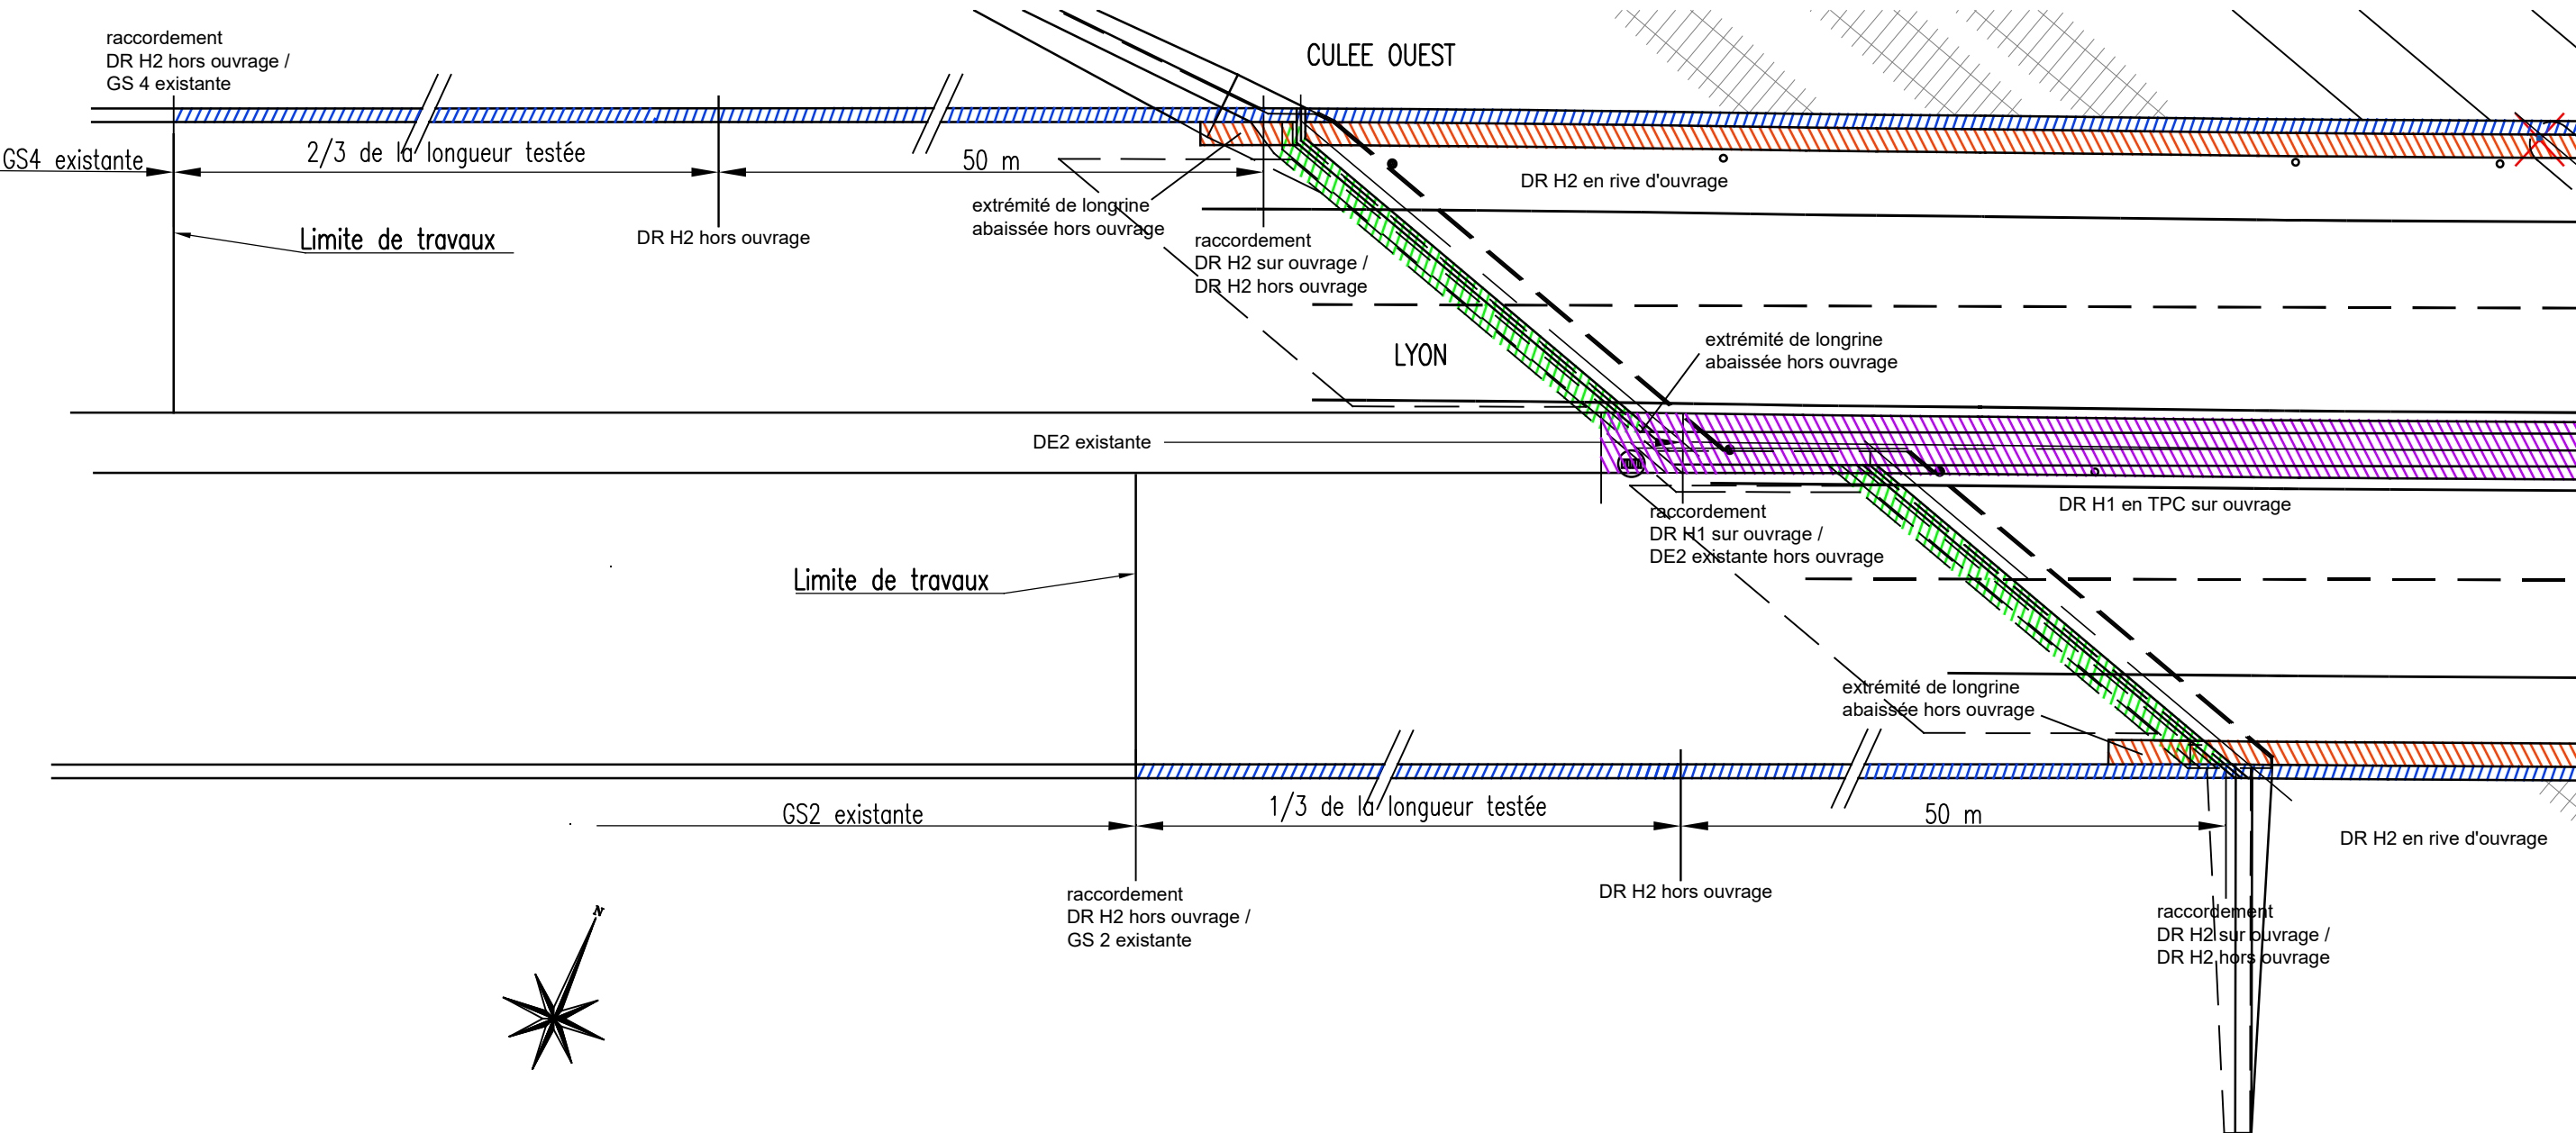 raccordement
DR H2 hors ouvrage /
GS 4 existante
CULEE OUEST
GS4 existante
2/3 de la longueur testée
50 m
DR H2 en rive d'ouvrage
extrémité de longrine
abaissée hors ouvrage
Limite de travaux
DR H2 hors ouvrage
raccordement
DR H2 sur ouvrage /
DR H2 hors ouvrage
LYON
extrémité de longrine
abaissée hors ouvrage
DE2 existante
DR H1 en TPC sur ouvrage
raccordement
DR H1 sur ouvrage /
DE2 existante hors ouvrage
Limite de travaux
extrémité de longrine
abaissée hors ouvrage
GS2 existante
1/3 de la longueur testée
50 m
DR H2 en rive d'ouvrage
raccordement
DR H2 hors ouvrage /
GS 2 existante
DR H2 hors ouvrage
raccordement
DR H2 sur ouvrage /
DR H2 hors ouvrage
N